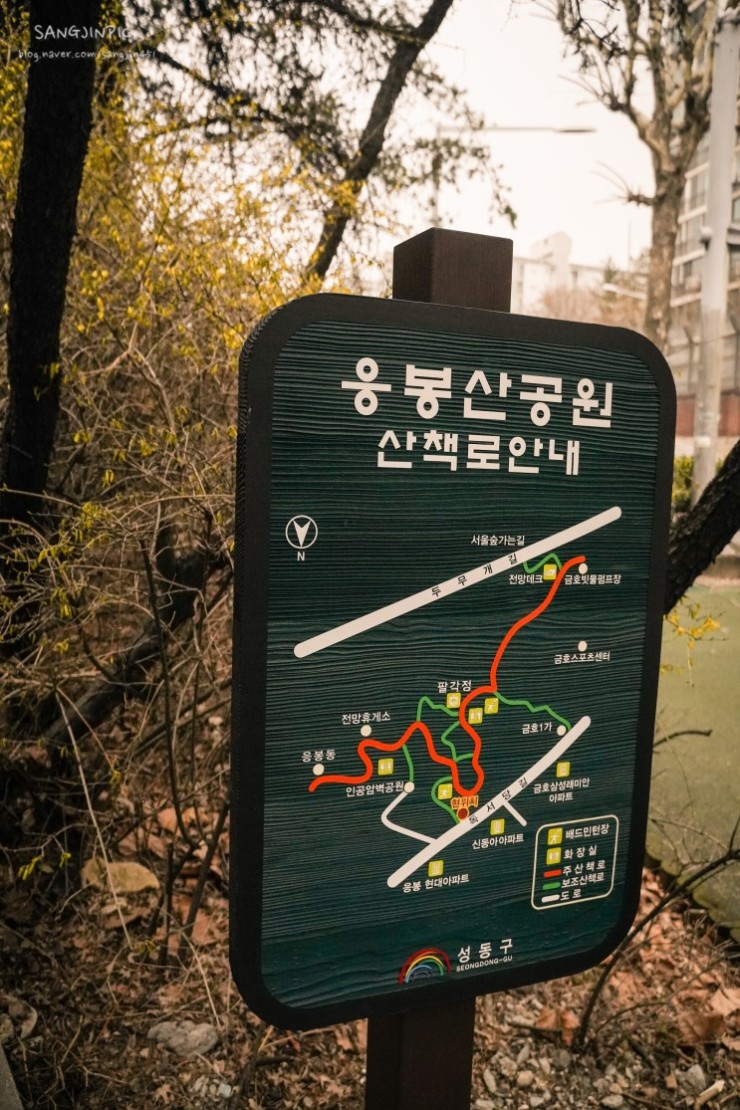 SANGJINPIC
응봉산공원
산책로안내
N
서울숲가는길
두무개길
전망데크
금호빗물펌프장
금호스포츠센터
팔각정
전망휴게소
금호1가
응봉동
인공암벽공원
금호삼성래미안
아파트
현위치
독서당길
신동아아파트
응봉 현대아파트
배드민턴장
화장실
주산책로
보조산책로
도로
성동구
SEONGDONG-GU